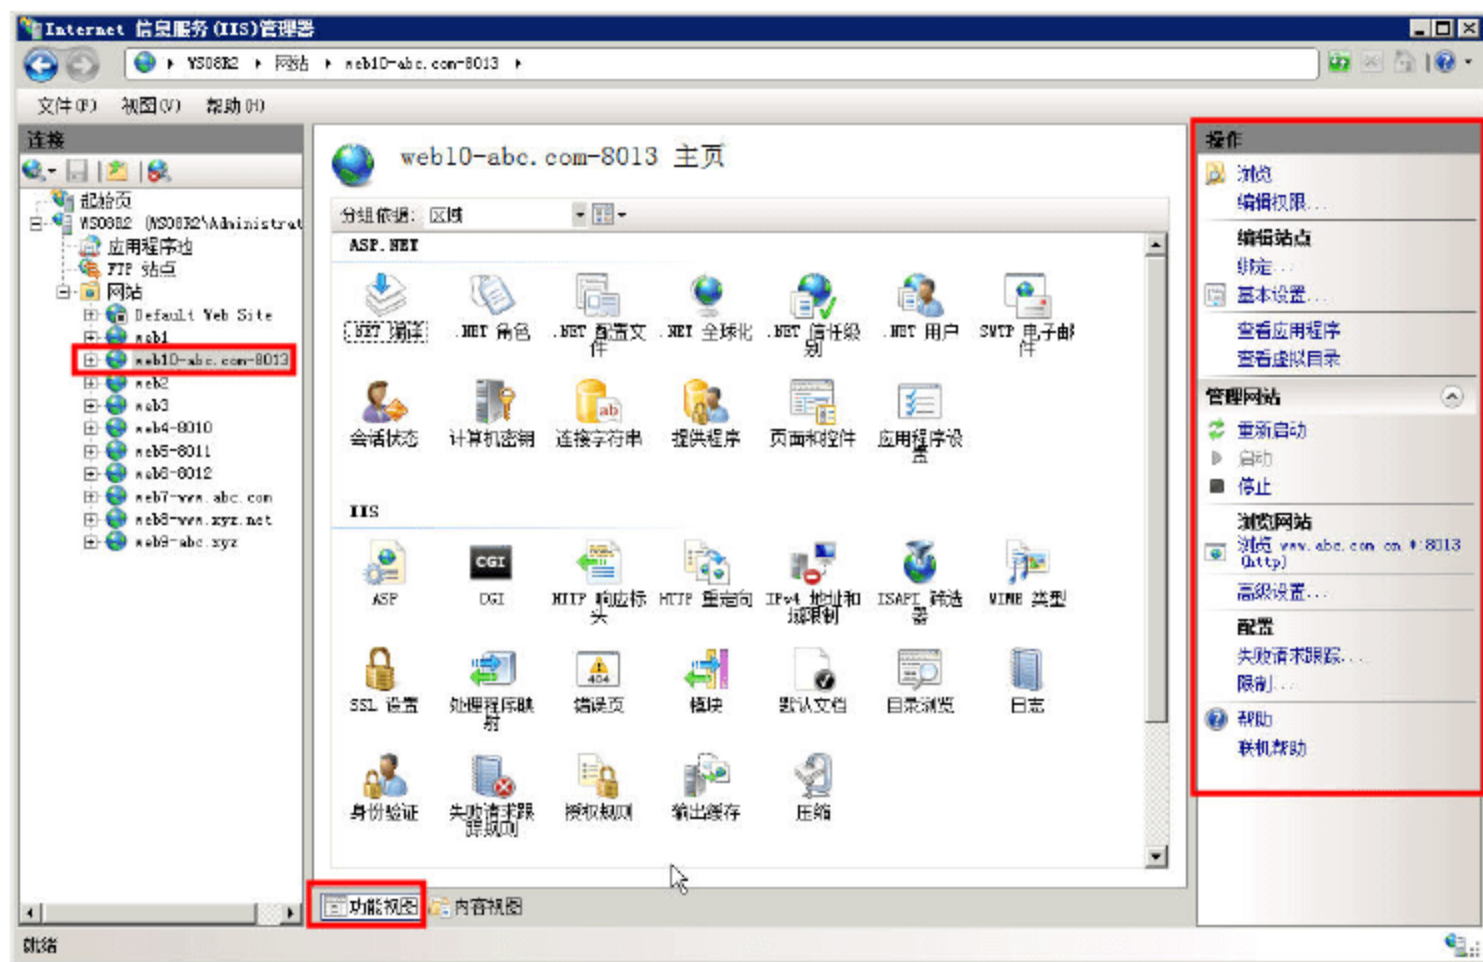 Internet 信息服务(IIS)管理器
WS08R2 网站 web10-abc.com-8013
文件(F) 视图(V) 帮助(H)
连接
起始页
WS08R2 (WS08R2\Administrat
应用程序池
FTP 站点
网站
Default Web Site
web1
web10-abc.com-8013
web2
web3
web4-8010
web5-8011
web6-8012
web7-www.abc.com
web8-www.xyz.net
web9-abc.xyz
web10-abc.com-8013 主页
分组依据: 区域
ASP.NET
.NET 编译
.NET 角色
.NET 配置文件
.NET 全球化
.NET 信任级别
.NET 用户
SMTP 电子邮件
会话状态
计算机密钥
连接字符串
提供程序
页面和控件
应用程序设置
IIS
CGI
ASP
CGI
HTTP 响应标头
HTTP 重定向
IPv4 地址和域限制
ISAPI 筛选器
MIME 类型
404
SSL 设置
处理程序映射
错误页
模块
默认文档
目录浏览
日志
身份验证
失败请求跟踪规则
授权规则
输出缓存
压缩
功能视图 内容视图
操作
浏览
编辑权限...
编辑站点
绑定...
基本设置...
查看应用程序
查看虚拟目录
管理网站
重新启动
启动
停止
浏览网站
浏览 www.abc.com on *:8013
(http)
高级设置...
配置
失败请求跟踪...
限制...
帮助
联机帮助
就绪